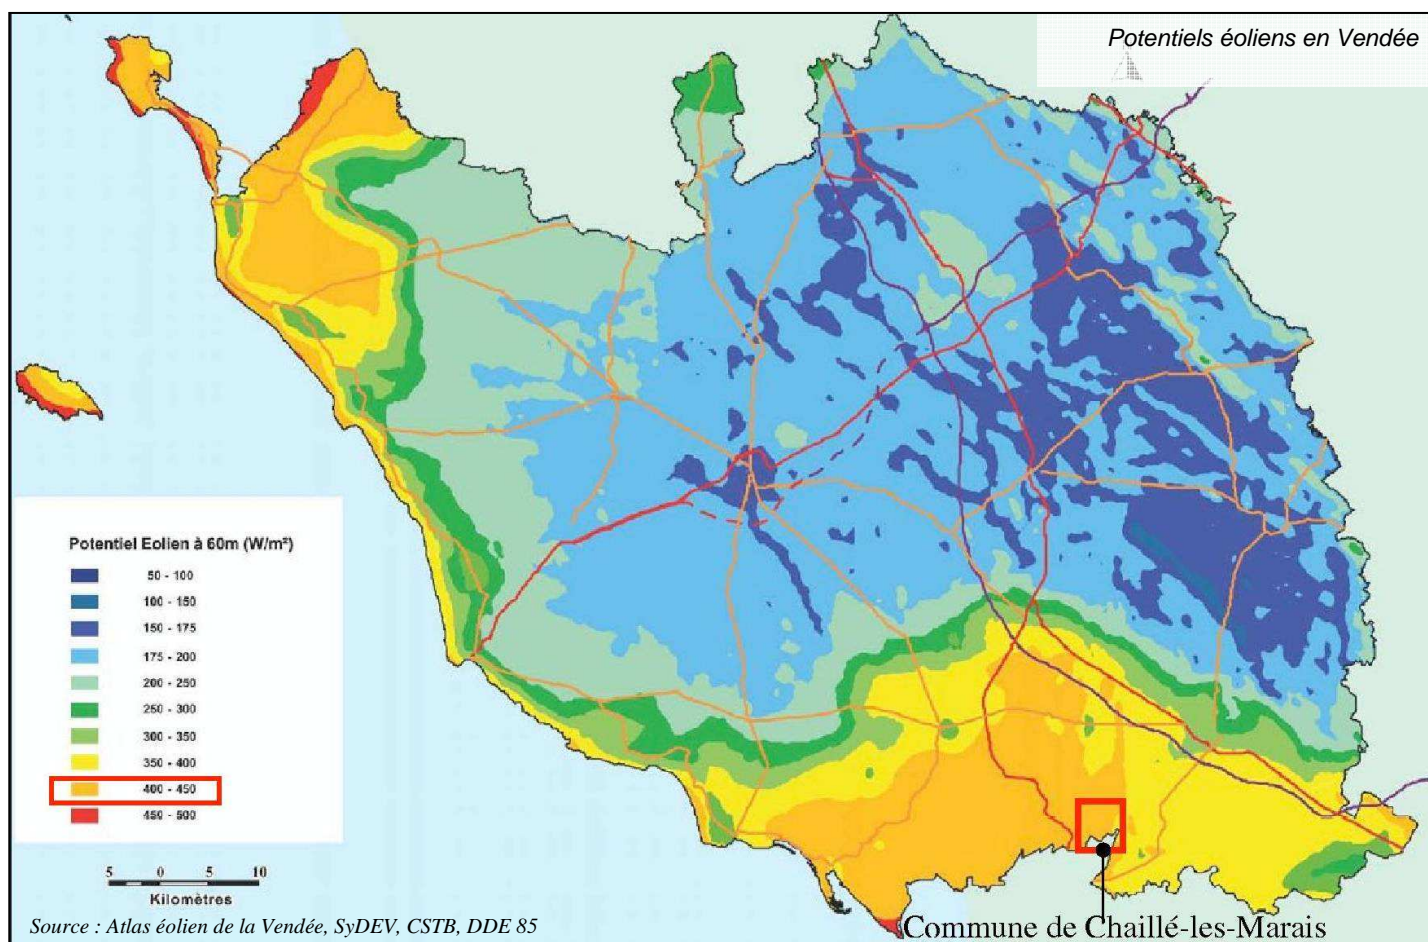 Potentiels éoliens en Vendée
Potentiel Eolien à 60m (W/m²)
50 - 100
100 - 150
150 - 175
175 - 200
200 - 250
250 - 300
300 - 350
350 - 400
400 - 450
450 - 500
5 0 5 10
Kilomètres
Source : Atlas éolien de la Vendée, SyDEV, CSTB, DDE 85
Commune de Chaillé-les-Marais